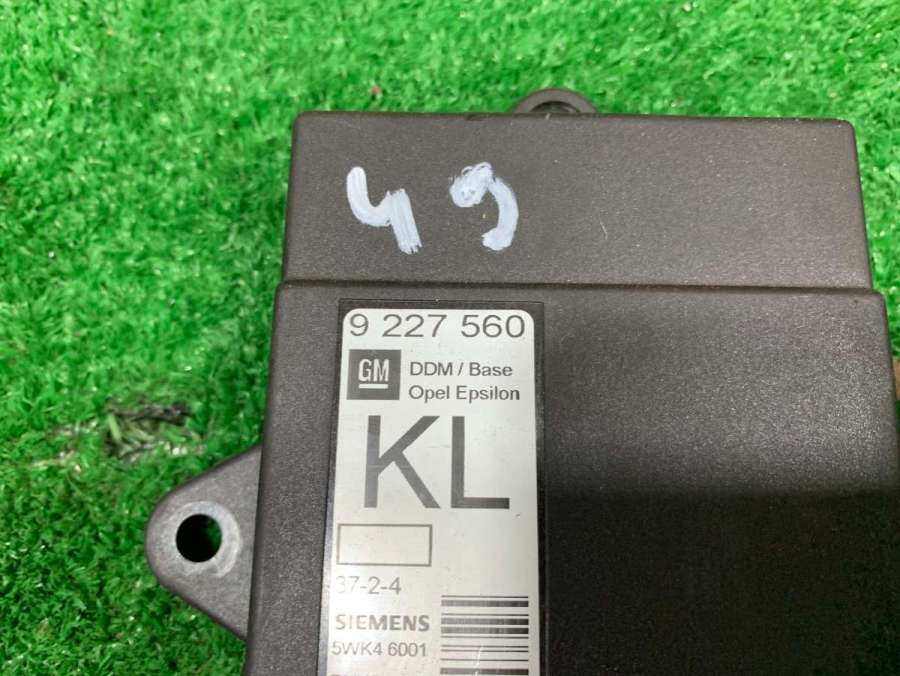 49
9 227 560
GM
DDM / Base
Opel Epsilon
KL
37-2-4
SIEMENS
5WK4 6001